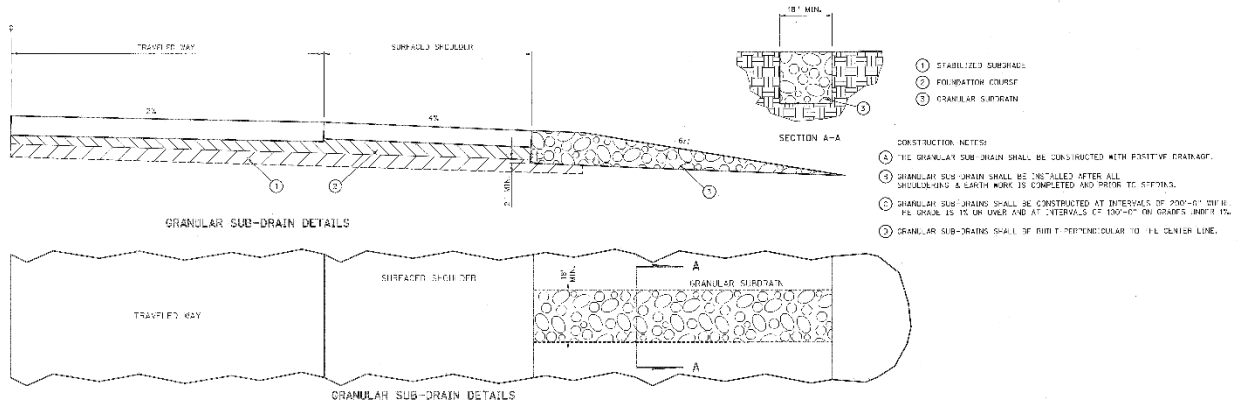 18" MIN.
TRAVELED WAY
SURFACED SHOULDER
2%
4%
6:1
1
2
3
2" MIN.
3
SECTION A-A
1 STABILIZED SUBGRADE
2 FOUNDATION COURSE
3 GRANULAR SUBDRAIN
CONSTRUCTION NOTES:
A THE GRANULAR SUB-DRAIN SHALL BE CONSTRUCTED WITH POSITIVE DRAINAGE.
B GRANULAR SUB-DRAIN SHALL BE INSTALLED AFTER ALL
SHOULDERING & EARTH WORK IS COMPLETED AND PRIOR TO SEEDING.
C GRANULAR SUB-DRAINS SHALL BE CONSTRUCTED AT INTERVALS OF 200'-0" WHERE
THE GRADE IS 1% OR OVER AND AT INTERVALS OF 100'-0" ON GRADES UNDER 1%.
D GRANULAR SUB-DRAINS SHALL BE BUILT PERPENDICULAR TO THE CENTER LINE.
GRANULAR SUB-DRAIN DETAILS
TRAVELED WAY
SURFACED SHOULDER
18" MIN.
A
GRANULAR SUBDRAIN
A
GRANULAR SUB-DRAIN DETAILS